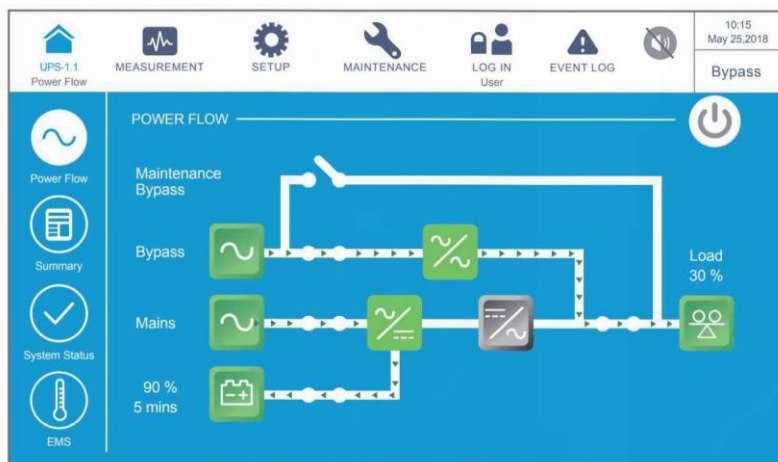 UPS-1.1
Power Flow
MEASUREMENT
SETUP
MAINTENANCE
LOG IN
User
EVENT LOG
10:15
May 25,2018
Bypass
Power Flow
Summary
System Status
EMS
POWER FLOW
Maintenance
Bypass
Bypass
Load
30 %
Mains
90 %
5 mins